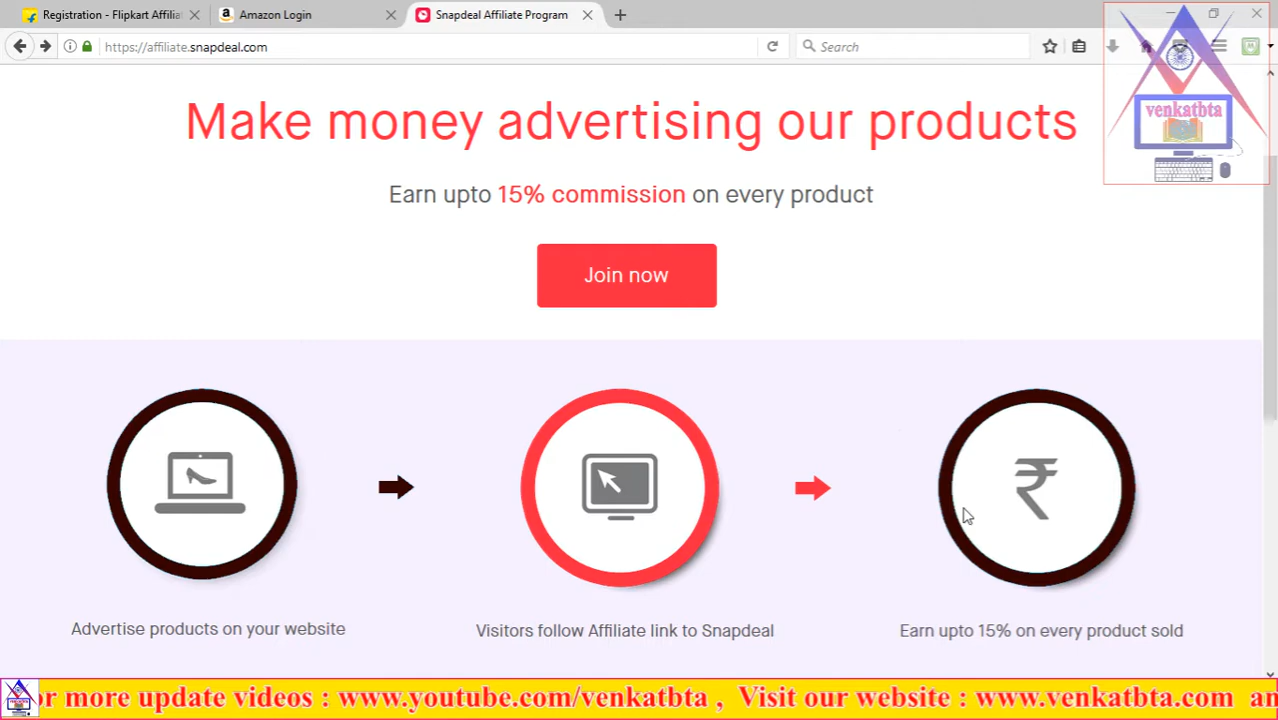 Registration - Flipkart Affilia
Amazon Login
Snapdeal Affiliate Program
https://affiliate.snapdeal.com
Search
venkatbta
Make money advertising our products
Earn upto 15% commission on every product
Join now
₹
Advertise products on your website
Visitors follow Affiliate link to Snapdeal
Earn upto 15% on every product sold
or more update videos : www.youtube.com/venkatbta , Visit our website : www.venkatbta.com an